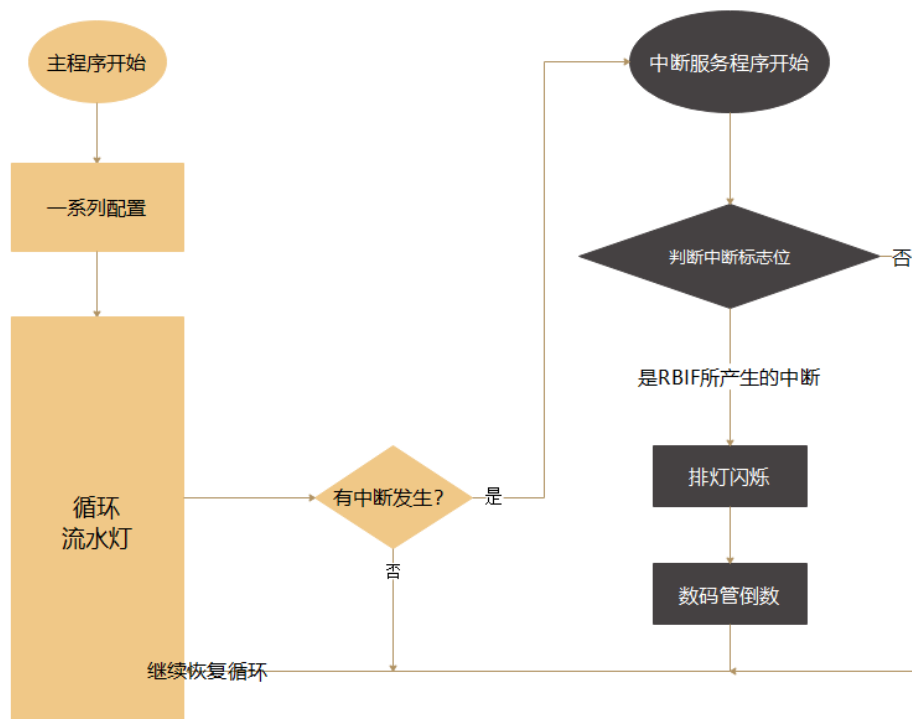 主程序开始
一系列配置
循环
流水灯
有中断发生？
是
否
继续恢复循环
中断服务程序开始
判断中断标志位
否
是RBIF所产生的中断
排灯闪烁
数码管倒数